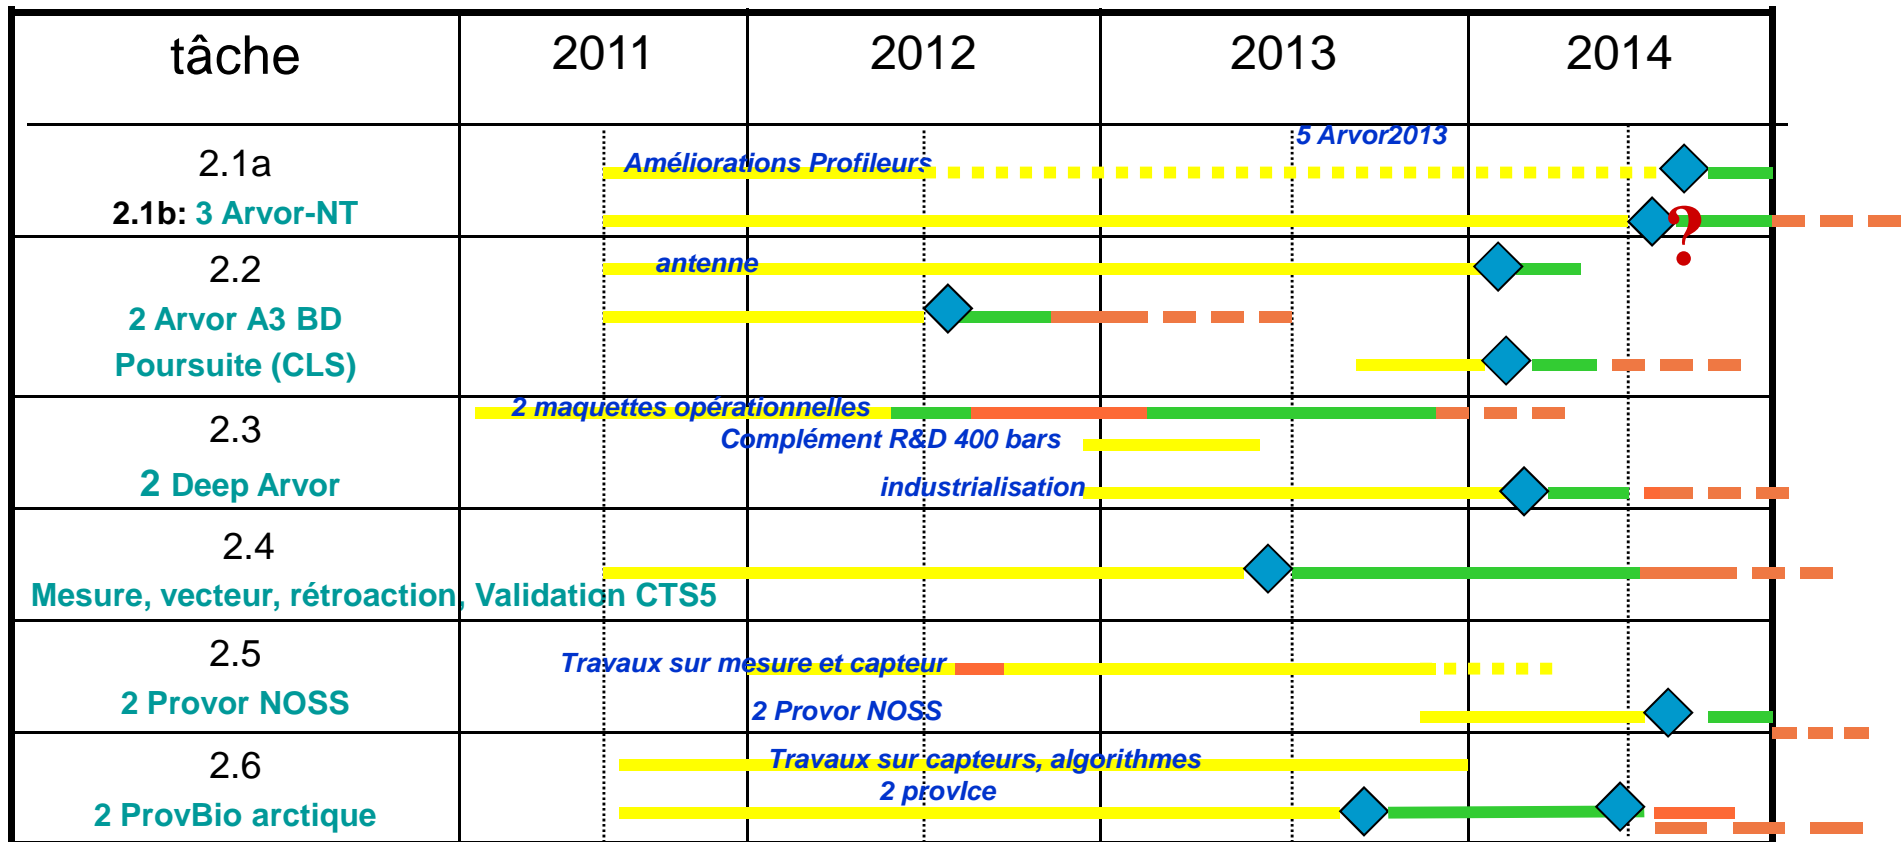 tâche 2011 2012 2013 2014
5 Arvor2013
2.1a Améliorations Profileurs
2.1b: 3 Arvor-NT
?
2.2 antenne
2 Arvor A3 BD
Poursuite (CLS)
2 maquettes opérationnelles
2.3 Complément R&D 400 bars
2 Deep Arvor industrialisation
2.4
Mesure, vecteur, rétroaction, Validation CTS5
2.5 Travaux sur mesure et capteur
2 Provor NOSS 2 Provor NOSS
2.6 Travaux sur capteurs, algorithmes
2 provIce
2 ProvBio arctique